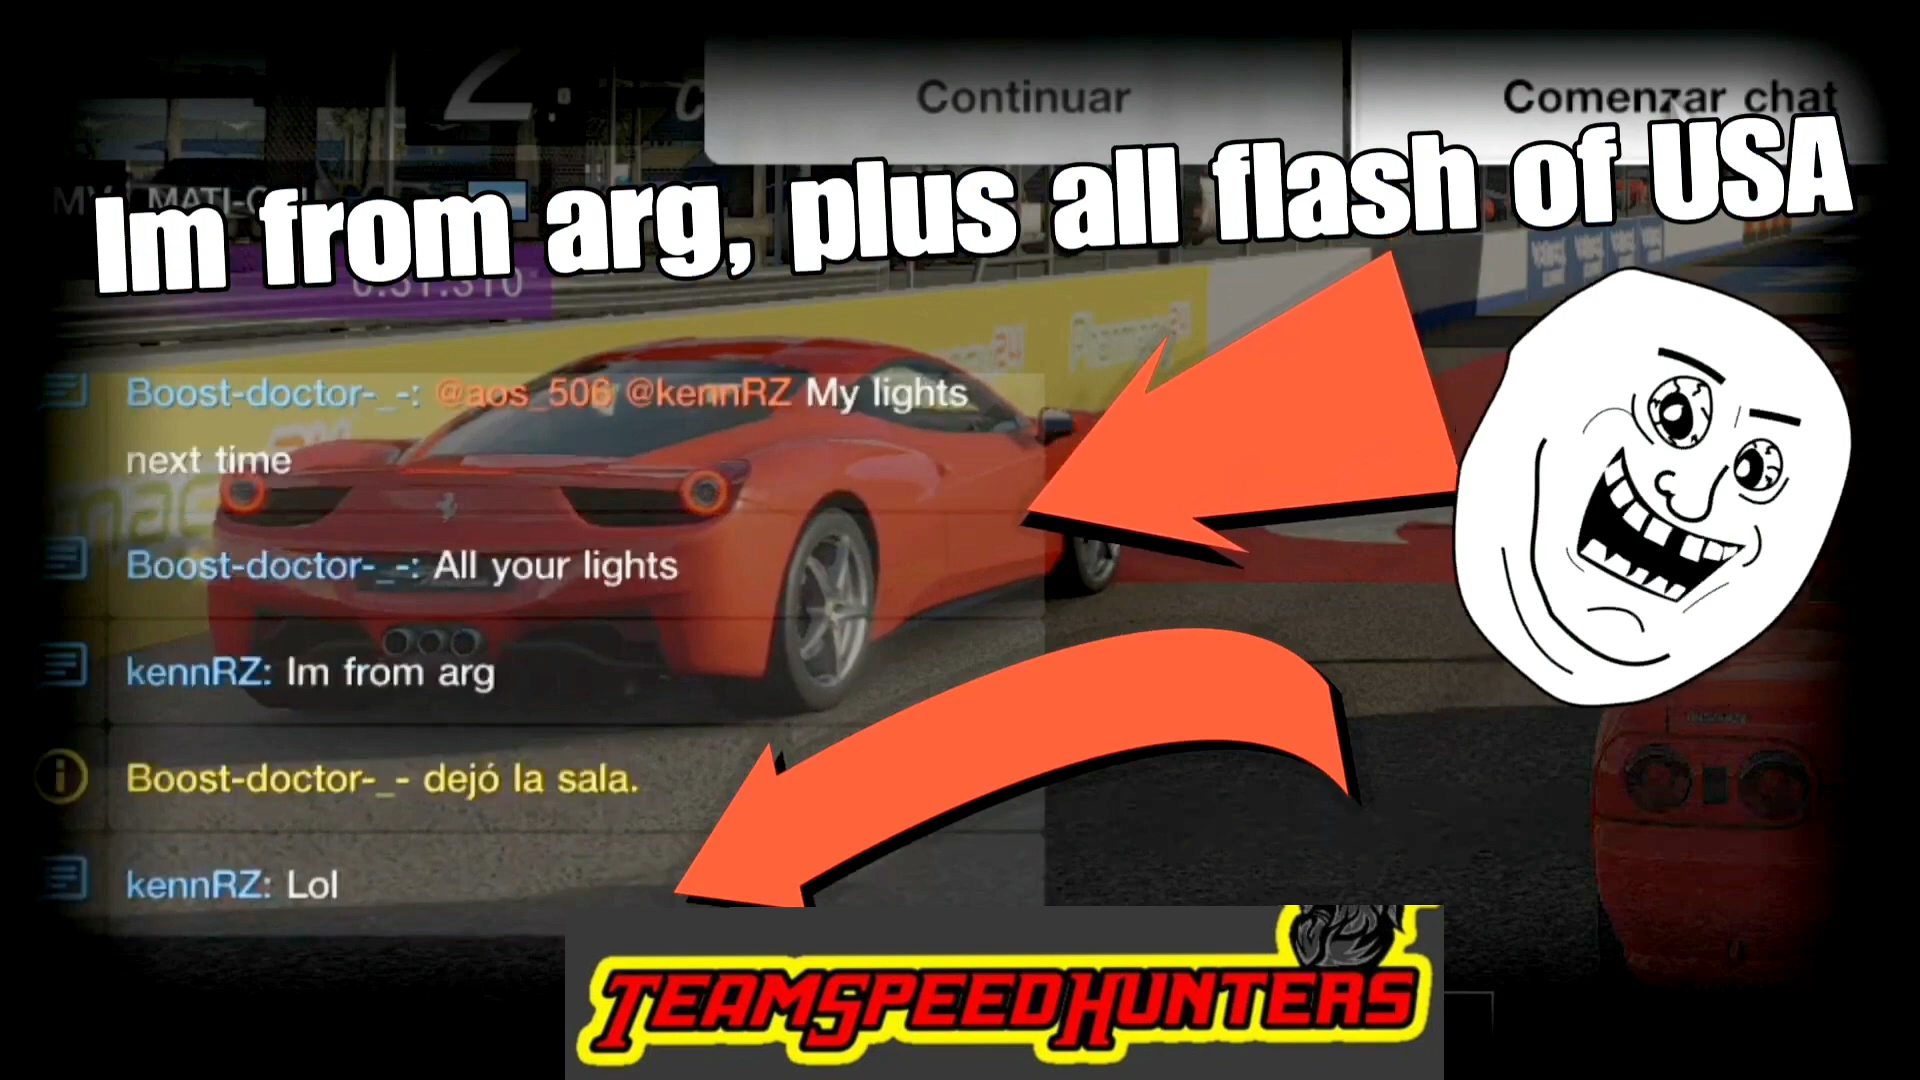 Continuar
Comenzar chat
Im from arg, plus all flash of USA
Boost-doctor-_-: @aos_506 @kennRZ My lights
next time
Boost-doctor-_-: All your lights
kennRZ: Im from arg
Boost-doctor-_- dejó la sala.
kennRZ: Lol
TEAMSPEEDHUNTERS